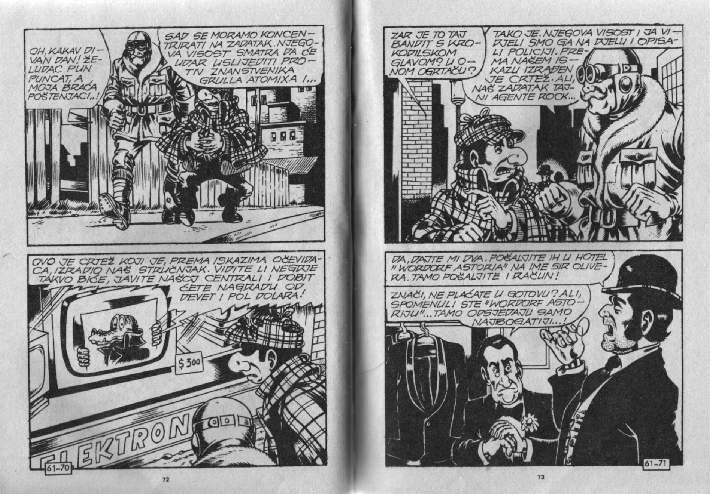 OH, KAKAV DI-
VAN DAN! ŽE-
LUDAC PUN
PUNCAT, A
MOJA BRAĆA
POŠTENJACI,.!
SAD SE MORAMO KONCEN-
TRIRATI NA ZADATAK. NJEGO-
VA VISOST SMATRA DA ĆE
UDAR USLIJEDITI PRO-
TIV ZNANSTVENIKA
GRULLA ATOMIKA !...
OVO JE CRTEŽ KOJI JE, PREMA ISKAZIMA OČEVIDA-
CA, IZRADIO NAŠ STRUČNJAK. VIDITE LI NEGDJE
TAKVO BIĆE, JAVITE NAŠOJ CENTRALI I DOBIT
ĆETE NAGRADU OD
DEVET I POL DOLARA!
$ 300
ELEKTRON
61-70
72
ZAR JE TO TAJ
BANDIT S KRO-
KODILSKOM
GLAVOM? U O-
NOM OGRTAČU?
TAKO JE. NJEGOVA VISOST I JA VI-
DJELI SMO GA NA DJELU I OPISA-
LI POLICIJI. PRE-
MA NAŠEM IS-
KAZU IZRAĐEN
JE CRTEŽ. ALI,
NAŠ ZADATAK TAJ-
NI AGENTE ROCK...
DA, DAJTE MI DVA. POŠALJITE IH U HOTEL
"WORDORF ASTORIJA" NA IME SIR OLIVE-
RA. TAMO POŠALJITE I RAČUN!
ZNAČI, NE PLAĆATE U GOTOVU? ALI,
SPOMENULI STE "WORDORF ASTO-
RIJU"... TAMO ODSJEDAJU SAMO
NAJBOGATIJI...!
61-71
73